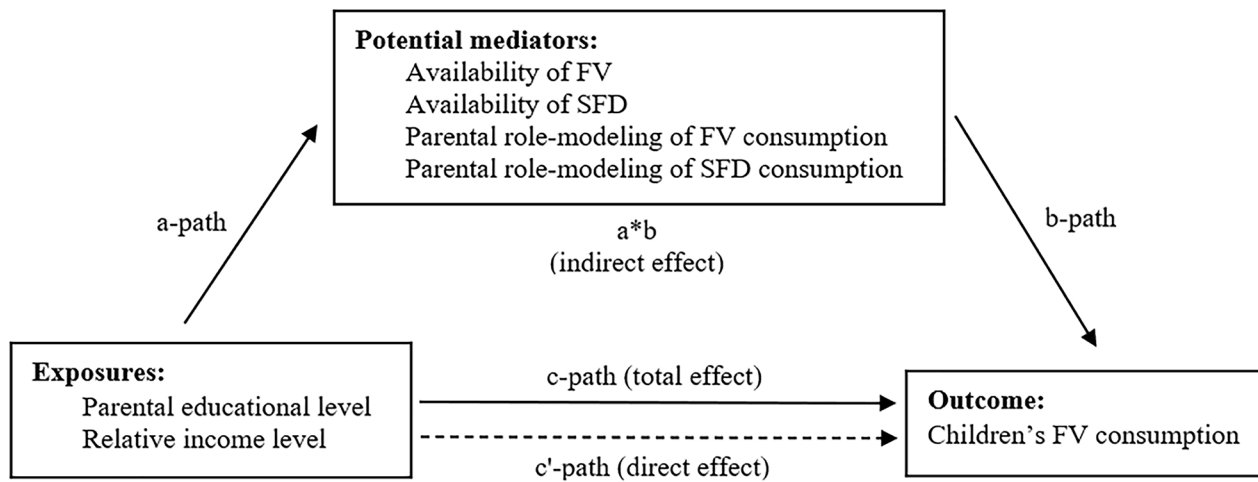 Potential mediators:
Availability of FV
Availability of SFD
Parental role-modeling of FV consumption
Parental role-modeling of SFD consumption
a-path
a*b
(indirect effect)
b-path
Exposures:
Parental educational level
Relative income level
c-path (total effect)
c'-path (direct effect)
Outcome:
Children’s FV consumption